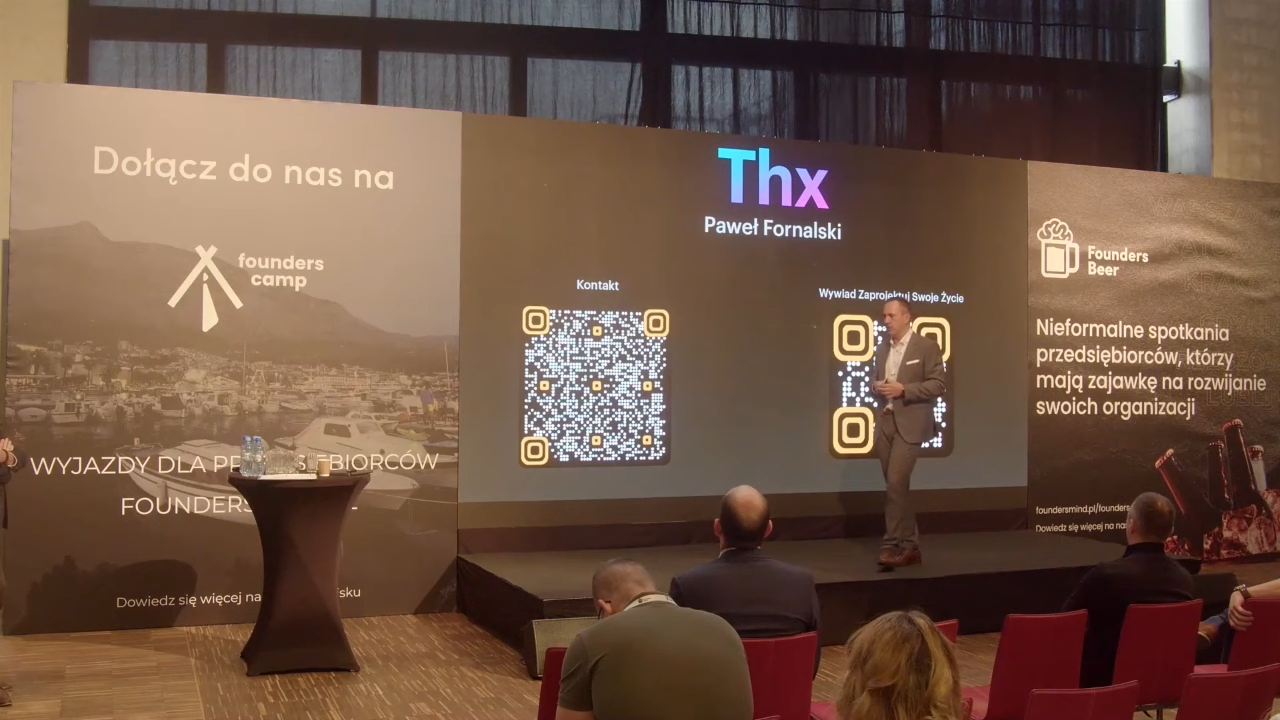 Dołącz do nas na
founders
camp
WYJAZDY DLA
FOUNDERS
Dowiedz się więcej na
Thx
Paweł Fornalski
Kontakt
Wywiad Zaprojektuj Swoje Życie
Founders
Beer
Nieformalne spotkania
przedsiębiorców, którzy
mają zajawkę na rozwijanie
swoich organizacji
foundersmind.pl/founders
Dowiedz się więcej na